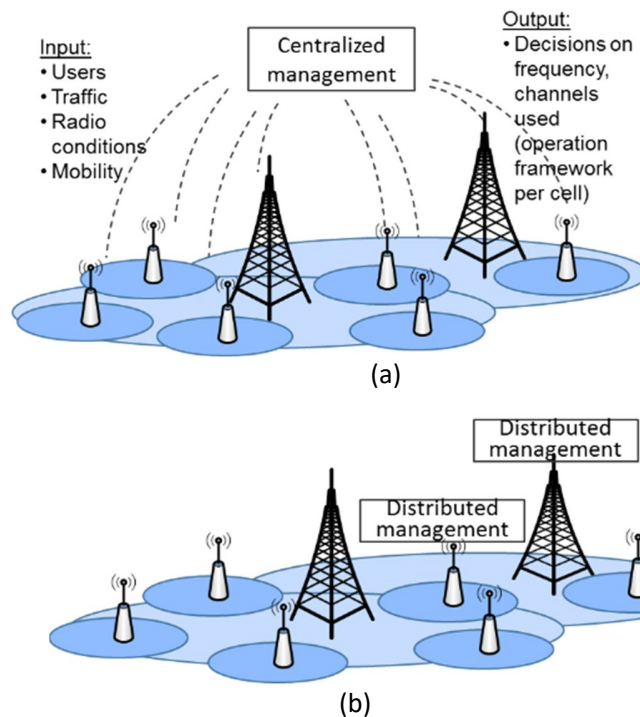 Input:
• Users
• Traffic
• Radio
conditions
• Mobility
Centralized
management
Output:
• Decisions on
frequency,
channels
used
(operation
framework
per cell)
(a)
Distributed
management
Distributed
management
(b)